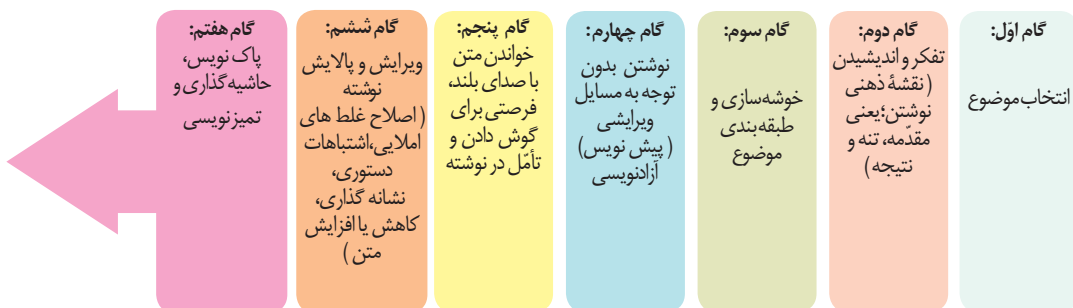 گام اوّل:
انتخاب موضوع
گام دوم:
تفکر و اندیشیدن
(نقشهٔ ذهنی
نوشتن؛یعنی
مقدّمه، تنه و
نتیجه)
گام سوم:
خوشه‌سازی و
طبقه‌بندی
موضوع
گام چهارم:
نوشتن بدون
توجه به مسایل
ویرایشی
(پیش نویس)
آزادنویسی
گام پنجم:
خواندن متن
با صدای بلند،
فرصتی برای
گوش دادن و
تأمّل در نوشته
گام ششم:
ویرایش و پالایش
نوشته
(اصلاح غلط های
املایی،اشتباهات
دستوری،
نشانه گذاری،
کاهش یا افزایش
متن)
گام هفتم:
پاک نویس،
حاشیه‌گذاری و
تمیزنویسی